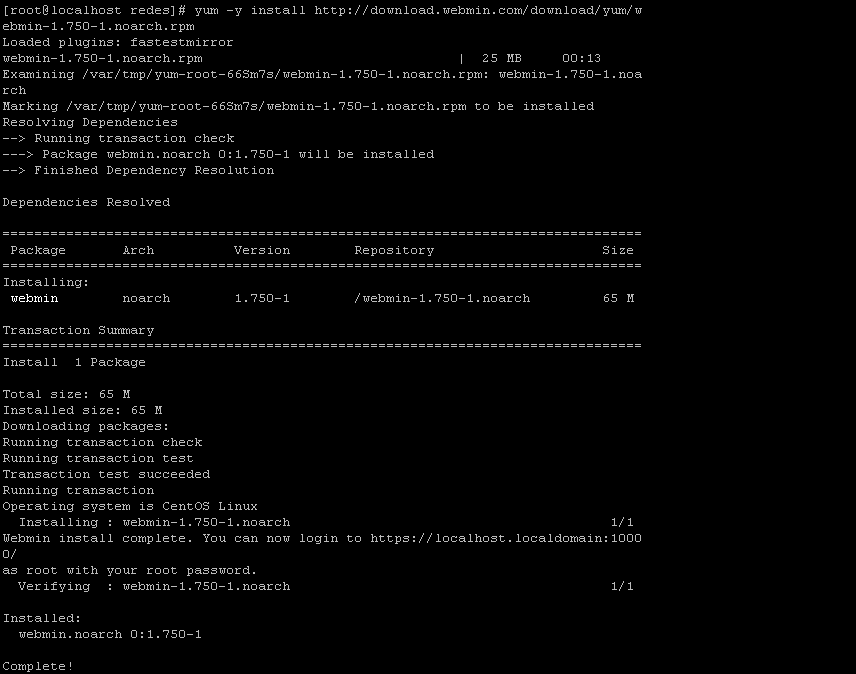 [root@localhost redes]# yum -y install http://download.webmin.com/download/yum/w
ebmin-1.750-1.noarch.rpm
Loaded plugins: fastestmirror
webmin-1.750-1.noarch.rpm | 25 MB 00:13
Examining /var/tmp/yum-root-66Sm7s/webmin-1.750-1.noarch.rpm: webmin-1.750-1.noa
rch
Marking /var/tmp/yum-root-66Sm7s/webmin-1.750-1.noarch.rpm to be installed
Resolving Dependencies
--> Running transaction check
---> Package webmin.noarch 0:1.750-1 will be installed
--> Finished Dependency Resolution
Dependencies Resolved
================================================================================
Package Arch Version Repository Size
================================================================================
Installing:
webmin noarch 1.750-1 /webmin-1.750-1.noarch 65 M
Transaction Summary
================================================================================
Install 1 Package
Total size: 65 M
Installed size: 65 M
Downloading packages:
Running transaction check
Running transaction test
Transaction test succeeded
Running transaction
Operating system is CentOS Linux
Installing : webmin-1.750-1.noarch 1/1
Webmin install complete. You can now login to https://localhost.localdomain:1000
0/
as root with your root password.
Verifying : webmin-1.750-1.noarch 1/1
Installed:
webmin.noarch 0:1.750-1
Complete!